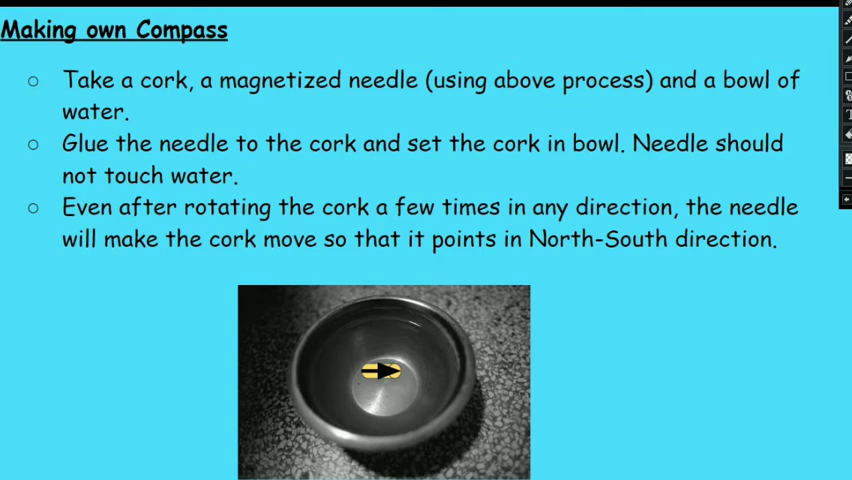 Making own Compass
○ Take a cork, a magnetized needle (using above process) and a bowl of
water.
○ Glue the needle to the cork and set the cork in bowl. Needle should
not touch water.
○ Even after rotating the cork a few times in any direction, the needle
will make the cork move so that it points in North-South direction.